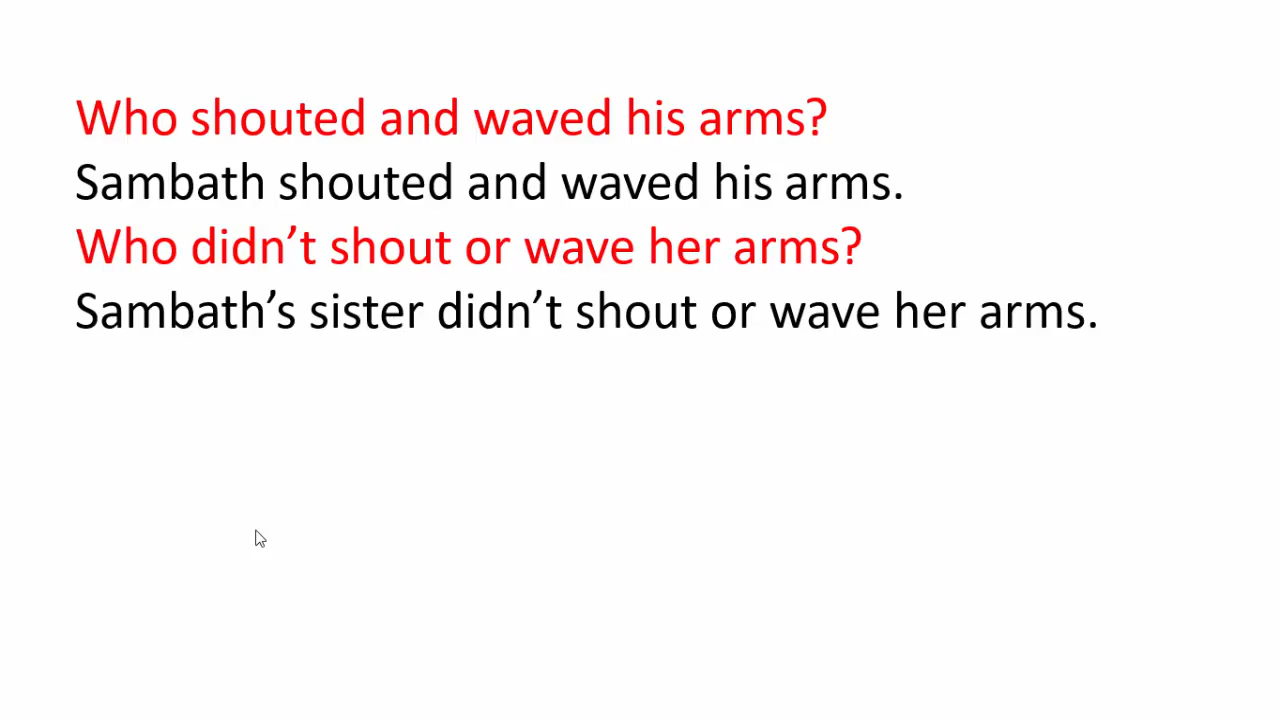 Who shouted and waved his arms?
Sambath shouted and waved his arms.
Who didn’t shout or wave her arms?
Sambath’s sister didn’t shout or wave her arms.